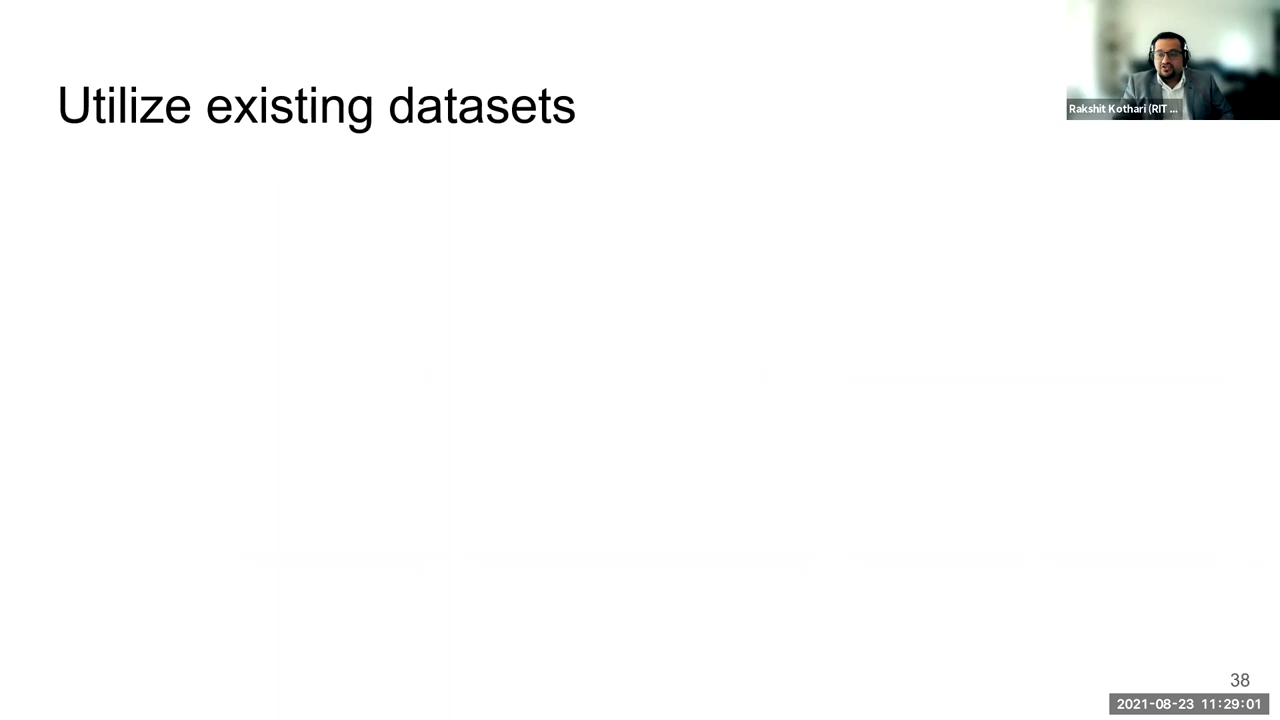 Utilize existing datasets
Rakshit Kothari (RIT ...
38
2021-08-23 11:29:01